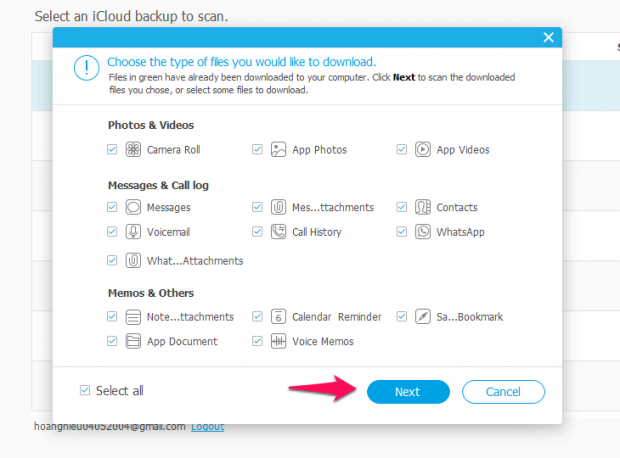 Select an iCloud backup to scan.
S
Choose the type of files you would like to download.
Files in green have already been downloaded to your computer. Click Next to scan the downloaded
files you chose, or select some files to download.
Photos & Videos
Camera Roll App Photos App Videos
Messages & Call log
Messages Mes...ttachments Contacts
Voicemail Call History WhatsApp
What...Attachments
Memos & Others
Note...ttachments 6 Calendar Reminder Sa...Bookmark
App Document Voice Memos
Select all Next Cancel
hoanghieu04052004@gmail.com Logout